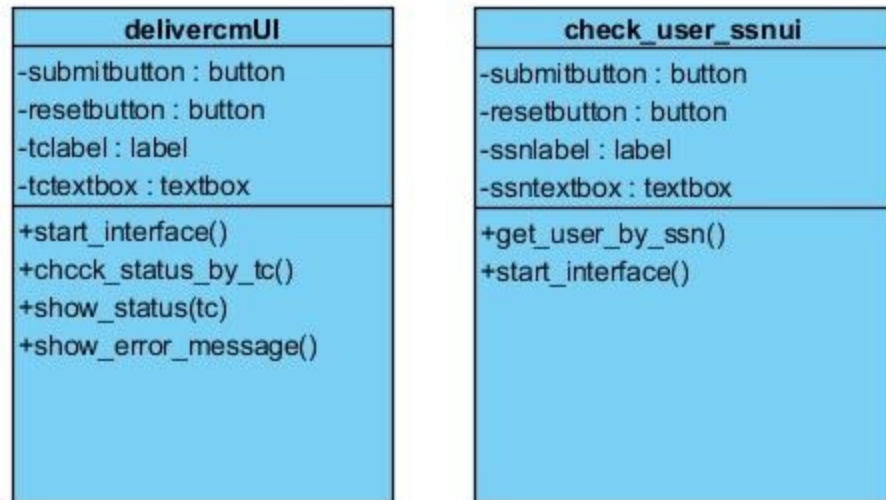 delivercmUI
-submitbutton : button
-resetbutton : button
-tclabel : label
-tctextbox : textbox
+start_interface()
+chcck_status_by_tc()
+show_status(tc)
+show_error_message()
check_user_ssnui
-submitbutton : button
-resetbutton : button
-ssnlabel : label
-ssntextbox : textbox
+get_user_by_ssn()
+start_interface()